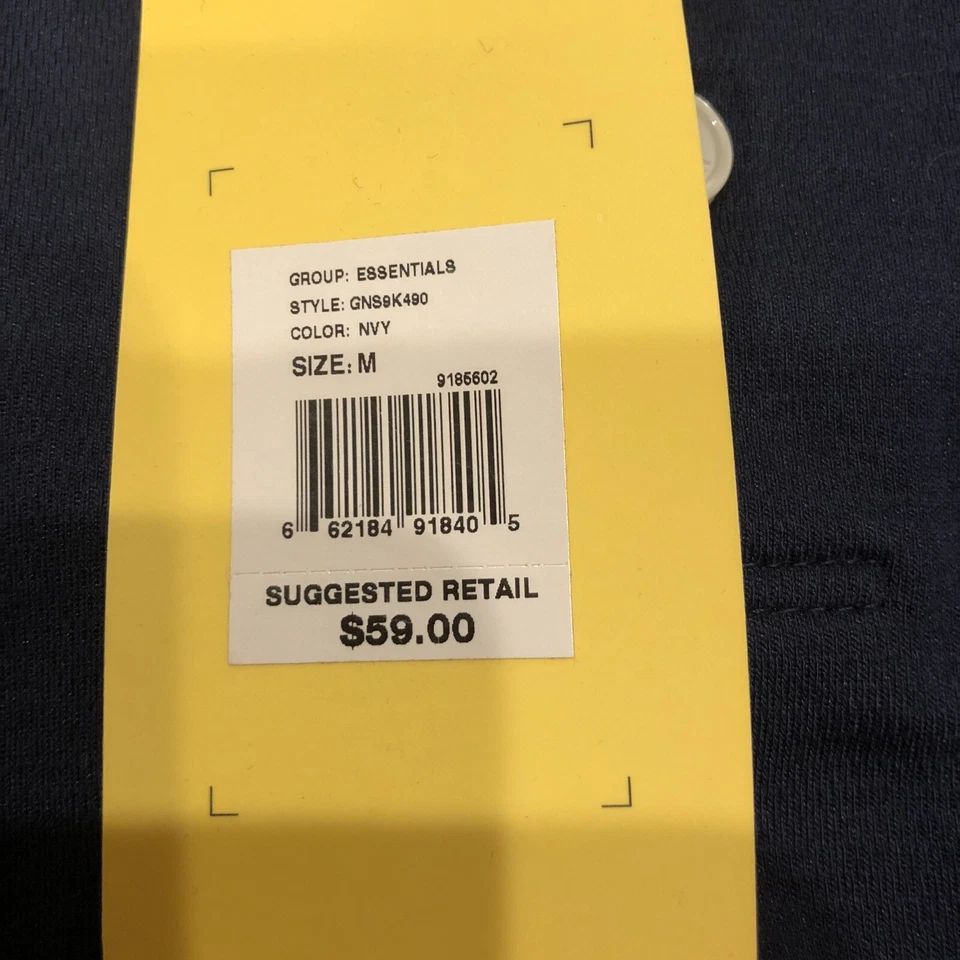 GROUP: ESSENTIALS
STYLE: GNS9K490
COLOR: NVY
SIZE: M
9185602
6 62184 91840 5
SUGGESTED RETAIL
$59.00